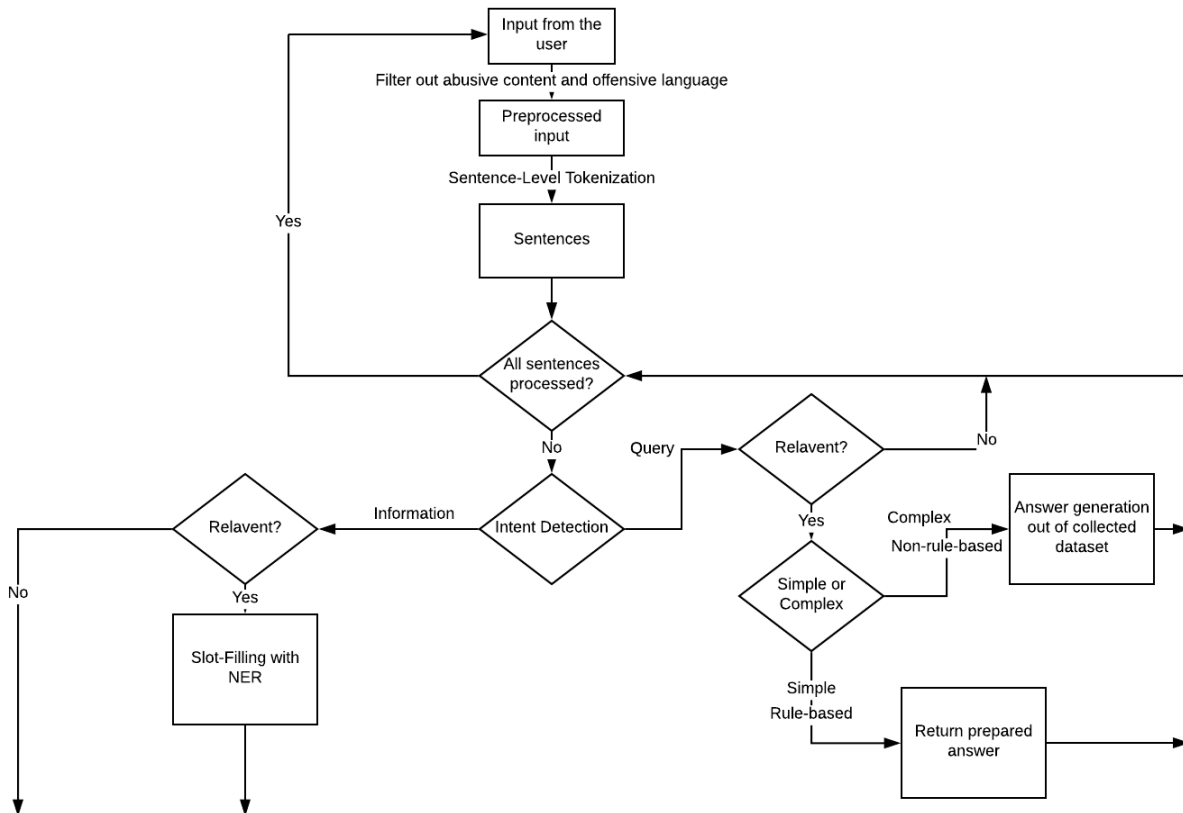 Input from the
user
Filter out abusive content and offensive language
Preprocessed
input
Sentence-Level Tokenization
Sentences
Yes
All sentences
processed?
No
Query
Relavent?
No
Relavent?
Information
Intent Detection
Yes
Complex
Non-rule-based
Answer generation
out of collected
dataset
No
Yes
Simple or
Complex
Slot-Filling with
NER
Simple
Rule-based
Return prepared
answer